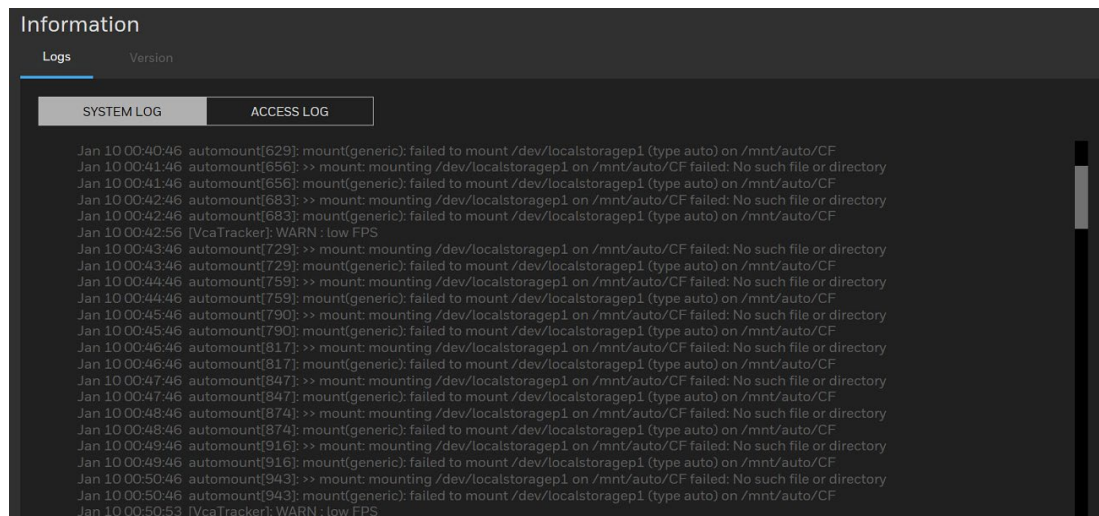 Information
Logs Version
SYSTEM LOG ACCESS LOG
Jan 10 00:40:46 automount[629]: mount(generic): failed to mount /dev/localstoragep1 (type auto) on /mnt/auto/CF
Jan 10 00:41:46 automount[656]: >> mount: mounting /dev/localstoragep1 on /mnt/auto/CF failed: No such file or directory
Jan 10 00:41:46 automount[656]: mount(generic): failed to mount /dev/localstoragep1 (type auto) on /mnt/auto/CF
Jan 10 00:42:46 automount[683]: >> mount: mounting /dev/localstoragep1 on /mnt/auto/CF failed: No such file or directory
Jan 10 00:42:46 automount[683]: mount(generic): failed to mount /dev/localstoragep1 (type auto) on /mnt/auto/CF
Jan 10 00:42:56 [VcaTracker]: WARN : low FPS
Jan 10 00:43:46 automount[729]: >> mount: mounting /dev/localstoragep1 on /mnt/auto/CF failed: No such file or directory
Jan 10 00:43:46 automount[729]: mount(generic): failed to mount /dev/localstoragep1 (type auto) on /mnt/auto/CF
Jan 10 00:44:46 automount[759]: >> mount: mounting /dev/localstoragep1 on /mnt/auto/CF failed: No such file or directory
Jan 10 00:44:46 automount[759]: mount(generic): failed to mount /dev/localstoragep1 (type auto) on /mnt/auto/CF
Jan 10 00:45:46 automount[790]: >> mount: mounting /dev/localstoragep1 on /mnt/auto/CF failed: No such file or directory
Jan 10 00:45:46 automount[790]: mount(generic): failed to mount /dev/localstoragep1 (type auto) on /mnt/auto/CF
Jan 10 00:46:46 automount[817]: >> mount: mounting /dev/localstoragep1 on /mnt/auto/CF failed: No such file or directory
Jan 10 00:46:46 automount[817]: mount(generic): failed to mount /dev/localstoragep1 (type auto) on /mnt/auto/CF
Jan 10 00:47:46 automount[847]: >> mount: mounting /dev/localstoragep1 on /mnt/auto/CF failed: No such file or directory
Jan 10 00:47:46 automount[847]: mount(generic): failed to mount /dev/localstoragep1 (type auto) on /mnt/auto/CF
Jan 10 00:48:46 automount[874]: >> mount: mounting /dev/localstoragep1 on /mnt/auto/CF failed: No such file or directory
Jan 10 00:48:46 automount[874]: mount(generic): failed to mount /dev/localstoragep1 (type auto) on /mnt/auto/CF
Jan 10 00:49:46 automount[916]: >> mount: mounting /dev/localstoragep1 on /mnt/auto/CF failed: No such file or directory
Jan 10 00:49:46 automount[916]: mount(generic): failed to mount /dev/localstoragep1 (type auto) on /mnt/auto/CF
Jan 10 00:50:46 automount[943]: >> mount: mounting /dev/localstoragep1 on /mnt/auto/CF failed: No such file or directory
Jan 10 00:50:46 automount[943]: mount(generic): failed to mount /dev/localstoragep1 (type auto) on /mnt/auto/CF
Jan 10 00:50:53 [VcaTracker]: WARN : low FPS